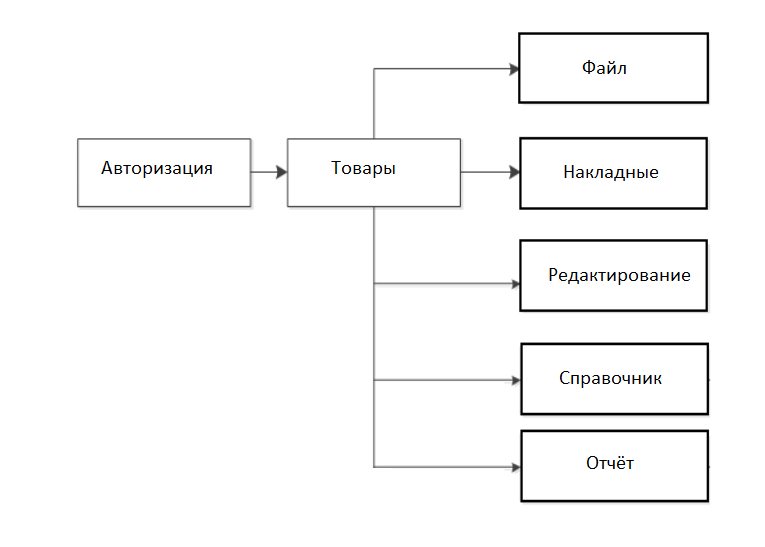 Файл
Авторизация
Товары
Накладные
Редактирование
Справочник
Отчёт